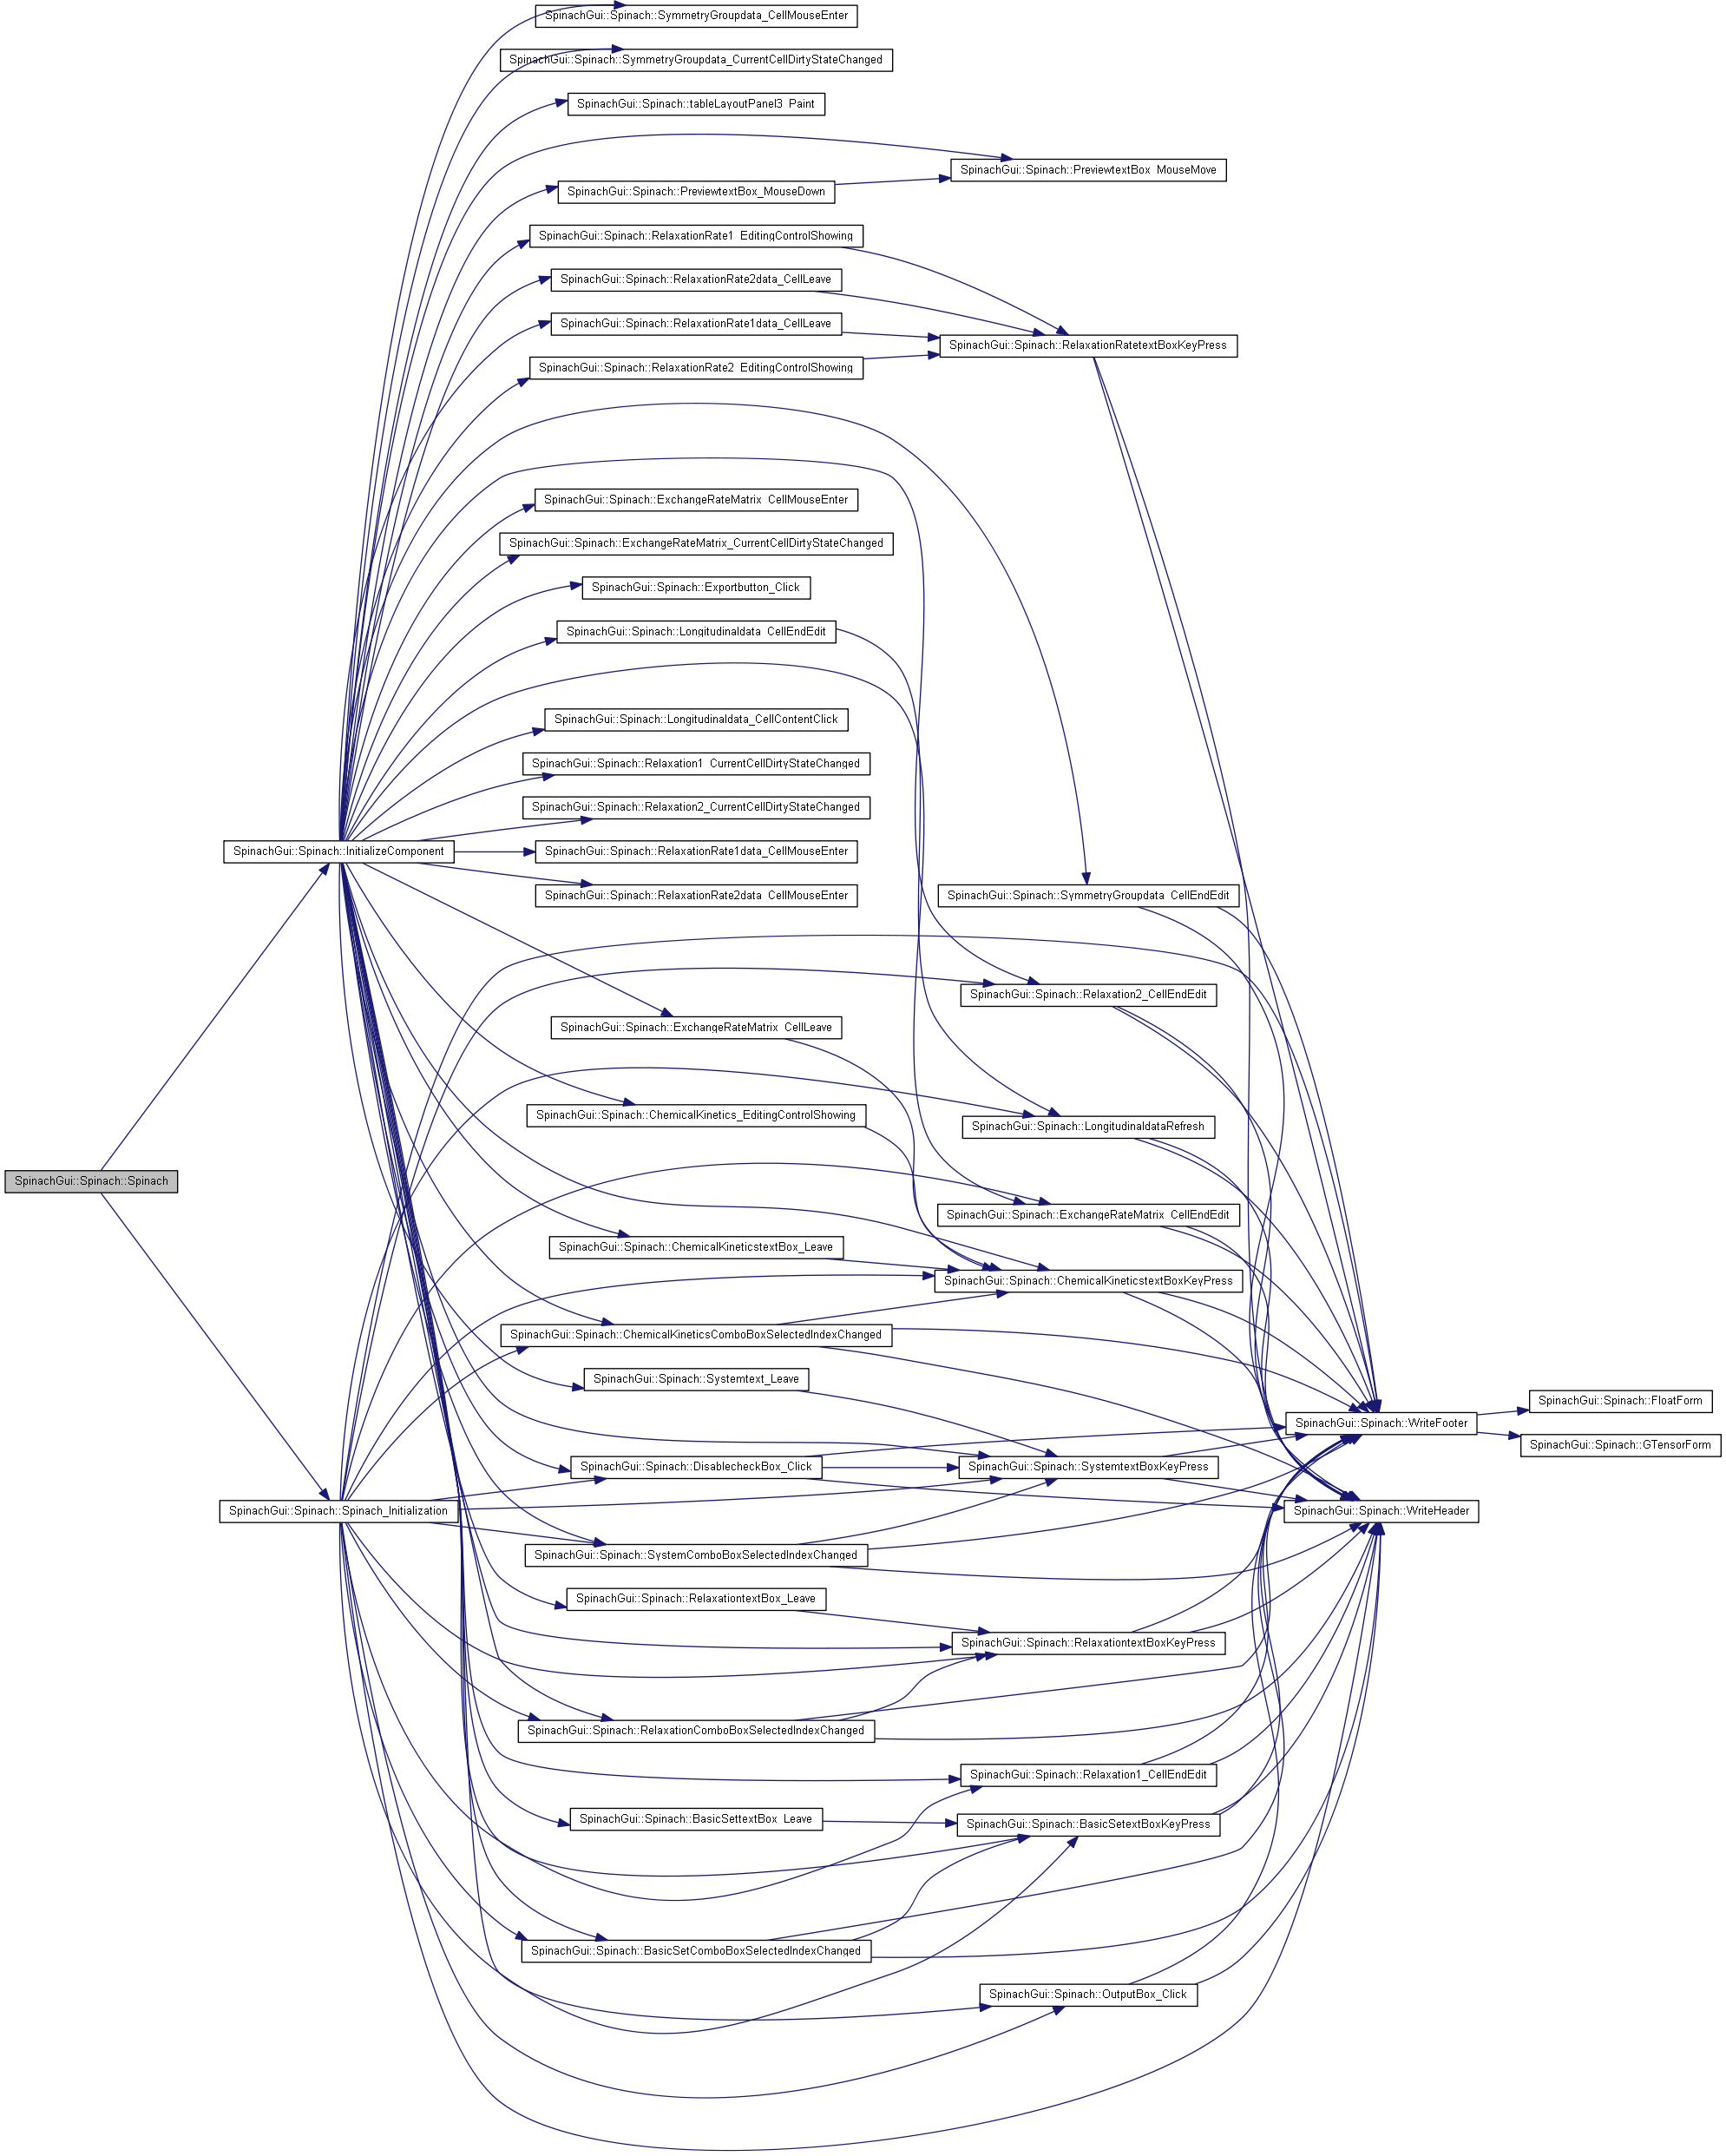 SpinachGui::Spinach::SymmetryGroupdata_CellMouseEnter
SpinachGui::Spinach::SymmetryGroupdata_CurrentCellDirtyStateChanged
SpinachGui::Spinach::tableLayoutPanel3_Paint
SpinachGui::Spinach::PreviewtextBox_MouseMove
SpinachGui::Spinach::PreviewtextBox_MouseDown
SpinachGui::Spinach::RelaxationRate1_EditingControlShowing
SpinachGui::Spinach::RelaxationRate2data_CellLeave
SpinachGui::Spinach::RelaxationRate1data_CellLeave
SpinachGui::Spinach::RelaxationRatetextBoxKeyPress
SpinachGui::Spinach::RelaxationRate2_EditingControlShowing
SpinachGui::Spinach::ExchangeRateMatrix_CellMouseEnter
SpinachGui::Spinach::ExchangeRateMatrix_CurrentCellDirtyStateChanged
SpinachGui::Spinach::Exportbutton_Click
SpinachGui::Spinach::Longitudinaldata_CellEndEdit
SpinachGui::Spinach::Longitudinaldata_CellContentClick
SpinachGui::Spinach::Relaxation1_CurrentCellDirtyStateChanged
SpinachGui::Spinach::Relaxation2_CurrentCellDirtyStateChanged
SpinachGui::Spinach::InitializeComponent
SpinachGui::Spinach::RelaxationRate1data_CellMouseEnter
SpinachGui::Spinach::RelaxationRate2data_CellMouseEnter
SpinachGui::Spinach::SymmetryGroupdata_CellEndEdit
SpinachGui::Spinach::Relaxation2_CellEndEdit
SpinachGui::Spinach::ExchangeRateMatrix_CellLeave
SpinachGui::Spinach::ChemicalKinetics_EditingControlShowing
SpinachGui::Spinach::LongitudinaldataRefresh
SpinachGui::Spinach::Spinach
SpinachGui::Spinach::ExchangeRateMatrix_CellEndEdit
SpinachGui::Spinach::ChemicalKineticstextBox_Leave
SpinachGui::Spinach::ChemicalKineticstextBoxKeyPress
SpinachGui::Spinach::ChemicalKineticsComboBoxSelectedIndexChanged
SpinachGui::Spinach::Systemtext_Leave
SpinachGui::Spinach::FloatForm
SpinachGui::Spinach::WriteFooter
SpinachGui::Spinach::GTensorForm
SpinachGui::Spinach::DisablecheckBox_Click
SpinachGui::Spinach::SystemtextBoxKeyPress
SpinachGui::Spinach::Spinach_Initialization
SpinachGui::Spinach::WriteHeader
SpinachGui::Spinach::SystemComboBoxSelectedIndexChanged
SpinachGui::Spinach::RelaxationtextBox_Leave
SpinachGui::Spinach::RelaxationtextBoxKeyPress
SpinachGui::Spinach::RelaxationComboBoxSelectedIndexChanged
SpinachGui::Spinach::Relaxation1_CellEndEdit
SpinachGui::Spinach::BasicSettextBox_Leave
SpinachGui::Spinach::BasicSetextBoxKeyPress
SpinachGui::Spinach::BasicSetComboBoxSelectedIndexChanged
SpinachGui::Spinach::OutputBox_Click